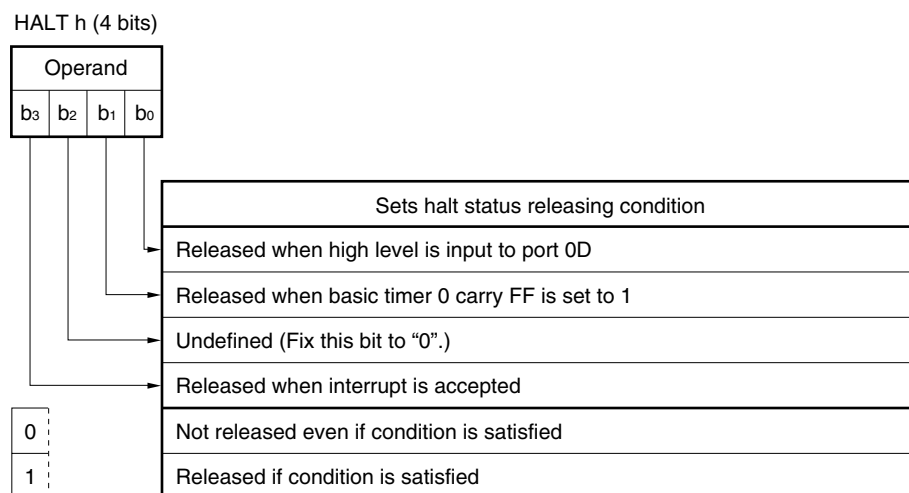 HALT h (4 bits)
Operand
b3 b2 b1 b0
Sets halt status releasing condition
Released when high level is input to port 0D
Released when basic timer 0 carry FF is set to 1
Undefined (Fix this bit to “0”.)
Released when interrupt is accepted
0 Not released even if condition is satisfied
1 Released if condition is satisfied